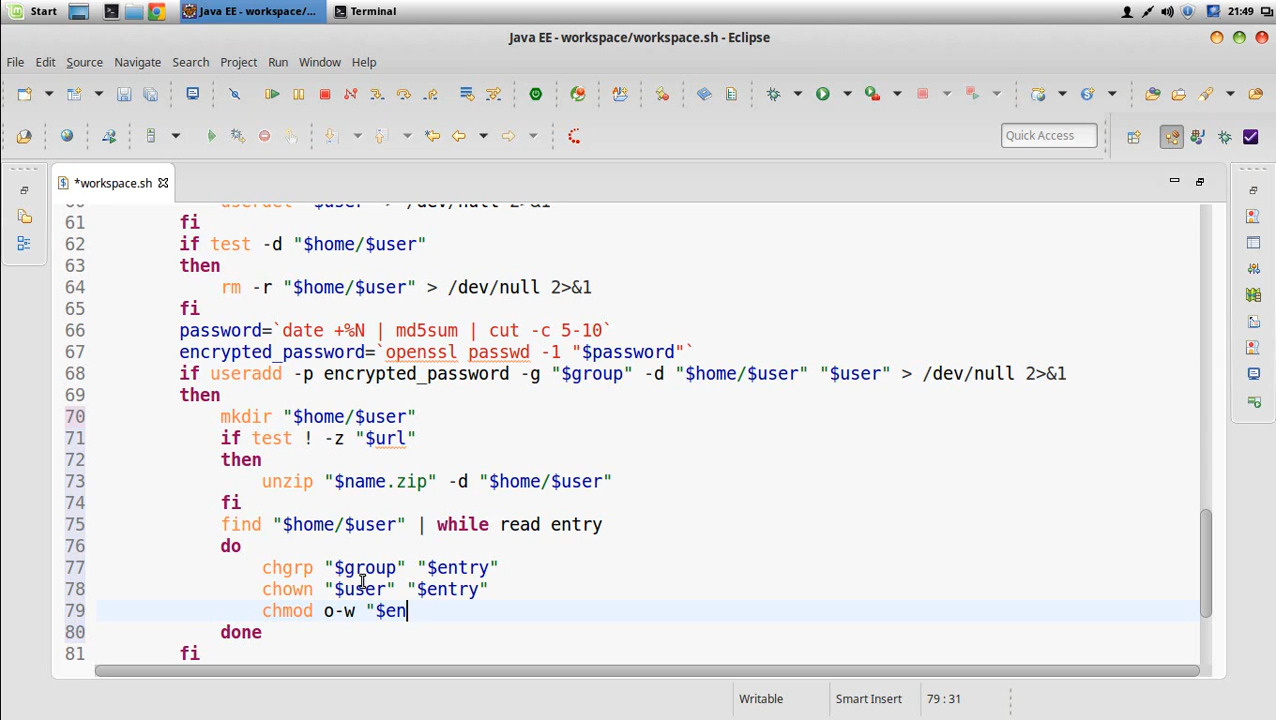 Start
Java EE - workspace/...
Terminal
21:49
Java EE - workspace/workspace.sh - Eclipse
File Edit Source Navigate Search Project Run Window Help
Quick Access
*workspace.sh
61 fi
62 if test -d "$home/$user"
63 then
64 rm -r "$home/$user" > /dev/null 2>&1
65 fi
66 password=`date +%N | md5sum | cut -c 5-10`
67 encrypted_password=`openssl passwd -1 "$password"`
68 if useradd -p encrypted_password -g "$group" -d "$home/$user" "$user" > /dev/null 2>&1
69 then
70 mkdir "$home/$user"
71 if test ! -z "$url"
72 then
73 unzip "$name.zip" -d "$home/$user"
74 fi
75 find "$home/$user" | while read entry
76 do
77 chgrp "$group" "$entry"
78 chown "$user" "$entry"
79 chmod o-w "$en
80 done
81 fi
Writable
Smart Insert
79 : 31